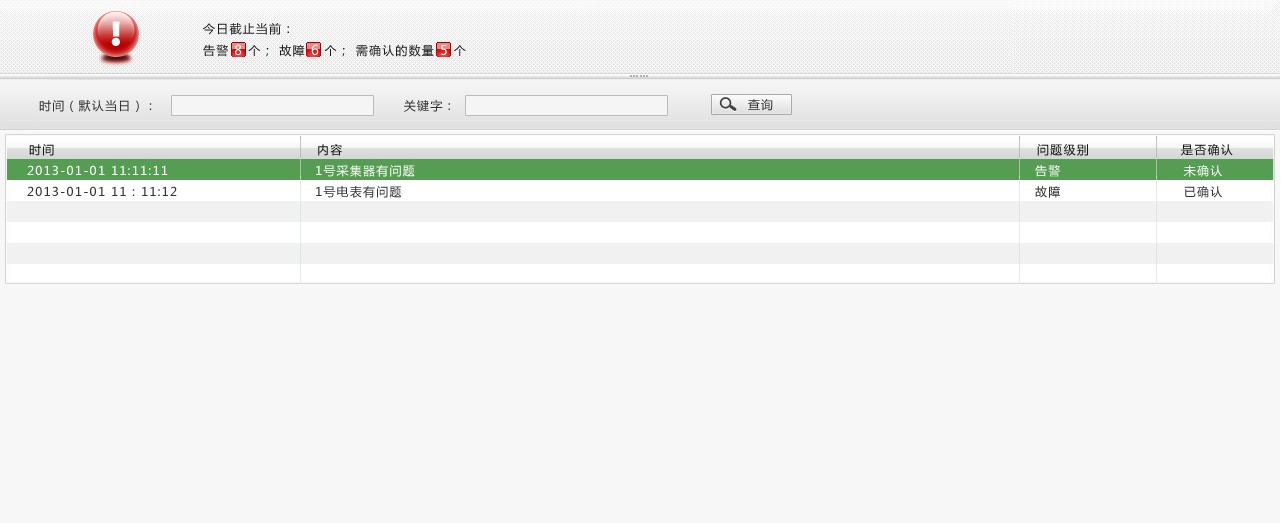 今日截止当前：
告警8个； 故障6个； 需确认的数量5个
时间（默认当日）： 关键字： 查询
时间 内容 问题级别 是否确认
2013-01-01 11:11:11 1号采集器有问题 告警 未确认
2013-01-01 11：11:12 1号电表有问题 故障 已确认